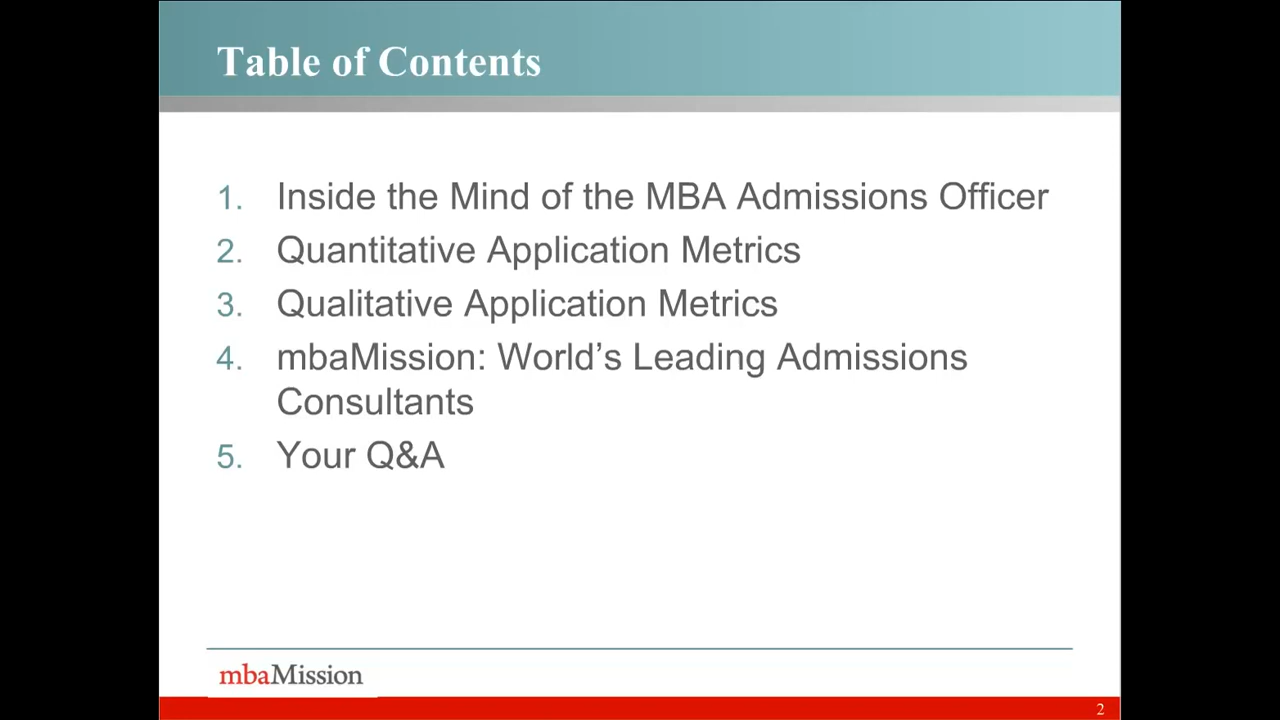 Table of Contents
1. Inside the Mind of the MBA Admissions Officer
2. Quantitative Application Metrics
3. Qualitative Application Metrics
4. mbaMission: World’s Leading Admissions
Consultants
5. Your Q&A
mbaMission
2